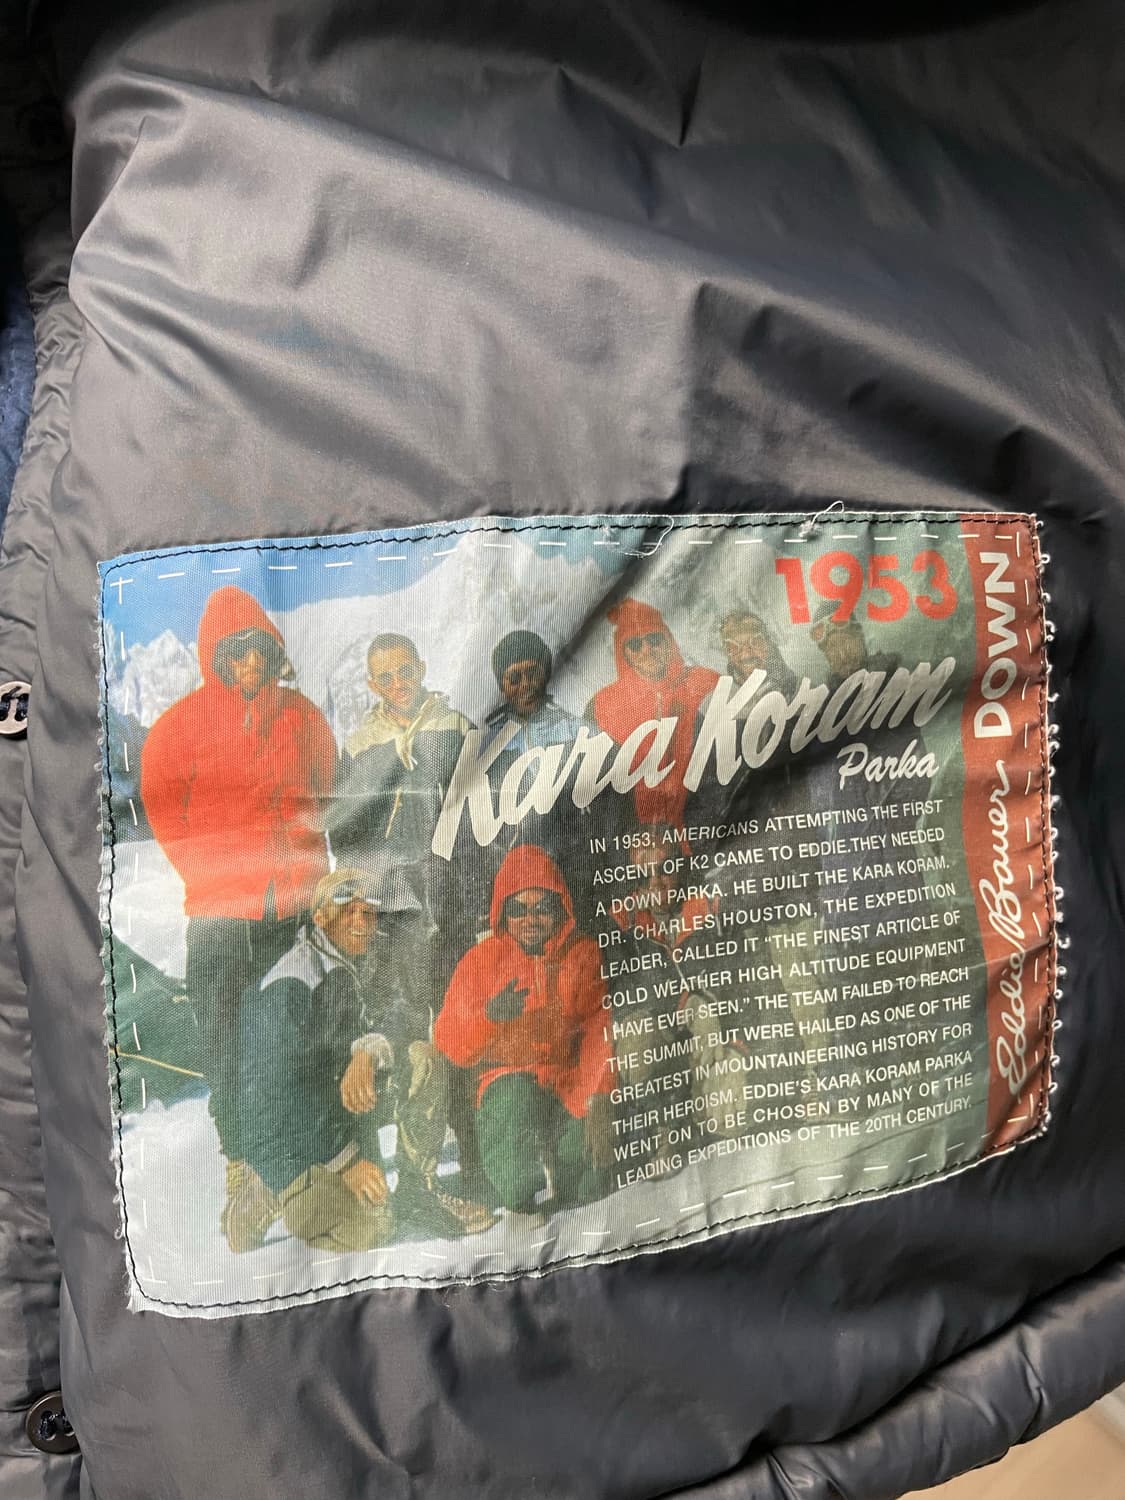 1953
Kara Koram
Parka
IN 1953, AMERICANS ATTEMPTING THE FIRST
ASCENT OF K2 CAME TO EDDIE.THEY NEEDED
A DOWN PARKA. HE BUILT THE KARA KORAM.
DR. CHARLES HOUSTON, THE EXPEDITION
LEADER, CALLED IT “THE FINEST ARTICLE OF
COLD WEATHER HIGH ALTITUDE EQUIPMENT
I HAVE EVER SEEN.” THE TEAM FAILED TO REACH
THE SUMMIT, BUT WERE HAILED AS ONE OF THE
GREATEST IN MOUNTAINEERING HISTORY FOR
THEIR HEROISM. EDDIE’S KARA KORAM PARKA
WENT ON TO BE CHOSEN BY MANY OF THE
LEADING EXPEDITIONS OF THE 20TH CENTURY.
Eddie Bauer DOWN